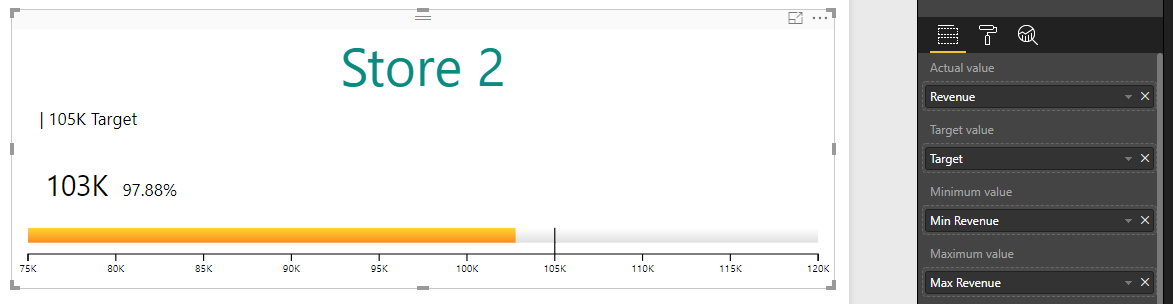 Store 2
| 105K Target
103K 97.88%
75K 80K 85K 90K 95K 100K 105K 110K 115K 120K
Actual value
Revenue
Target value
Target
Minimum value
Min Revenue
Maximum value
Max Revenue